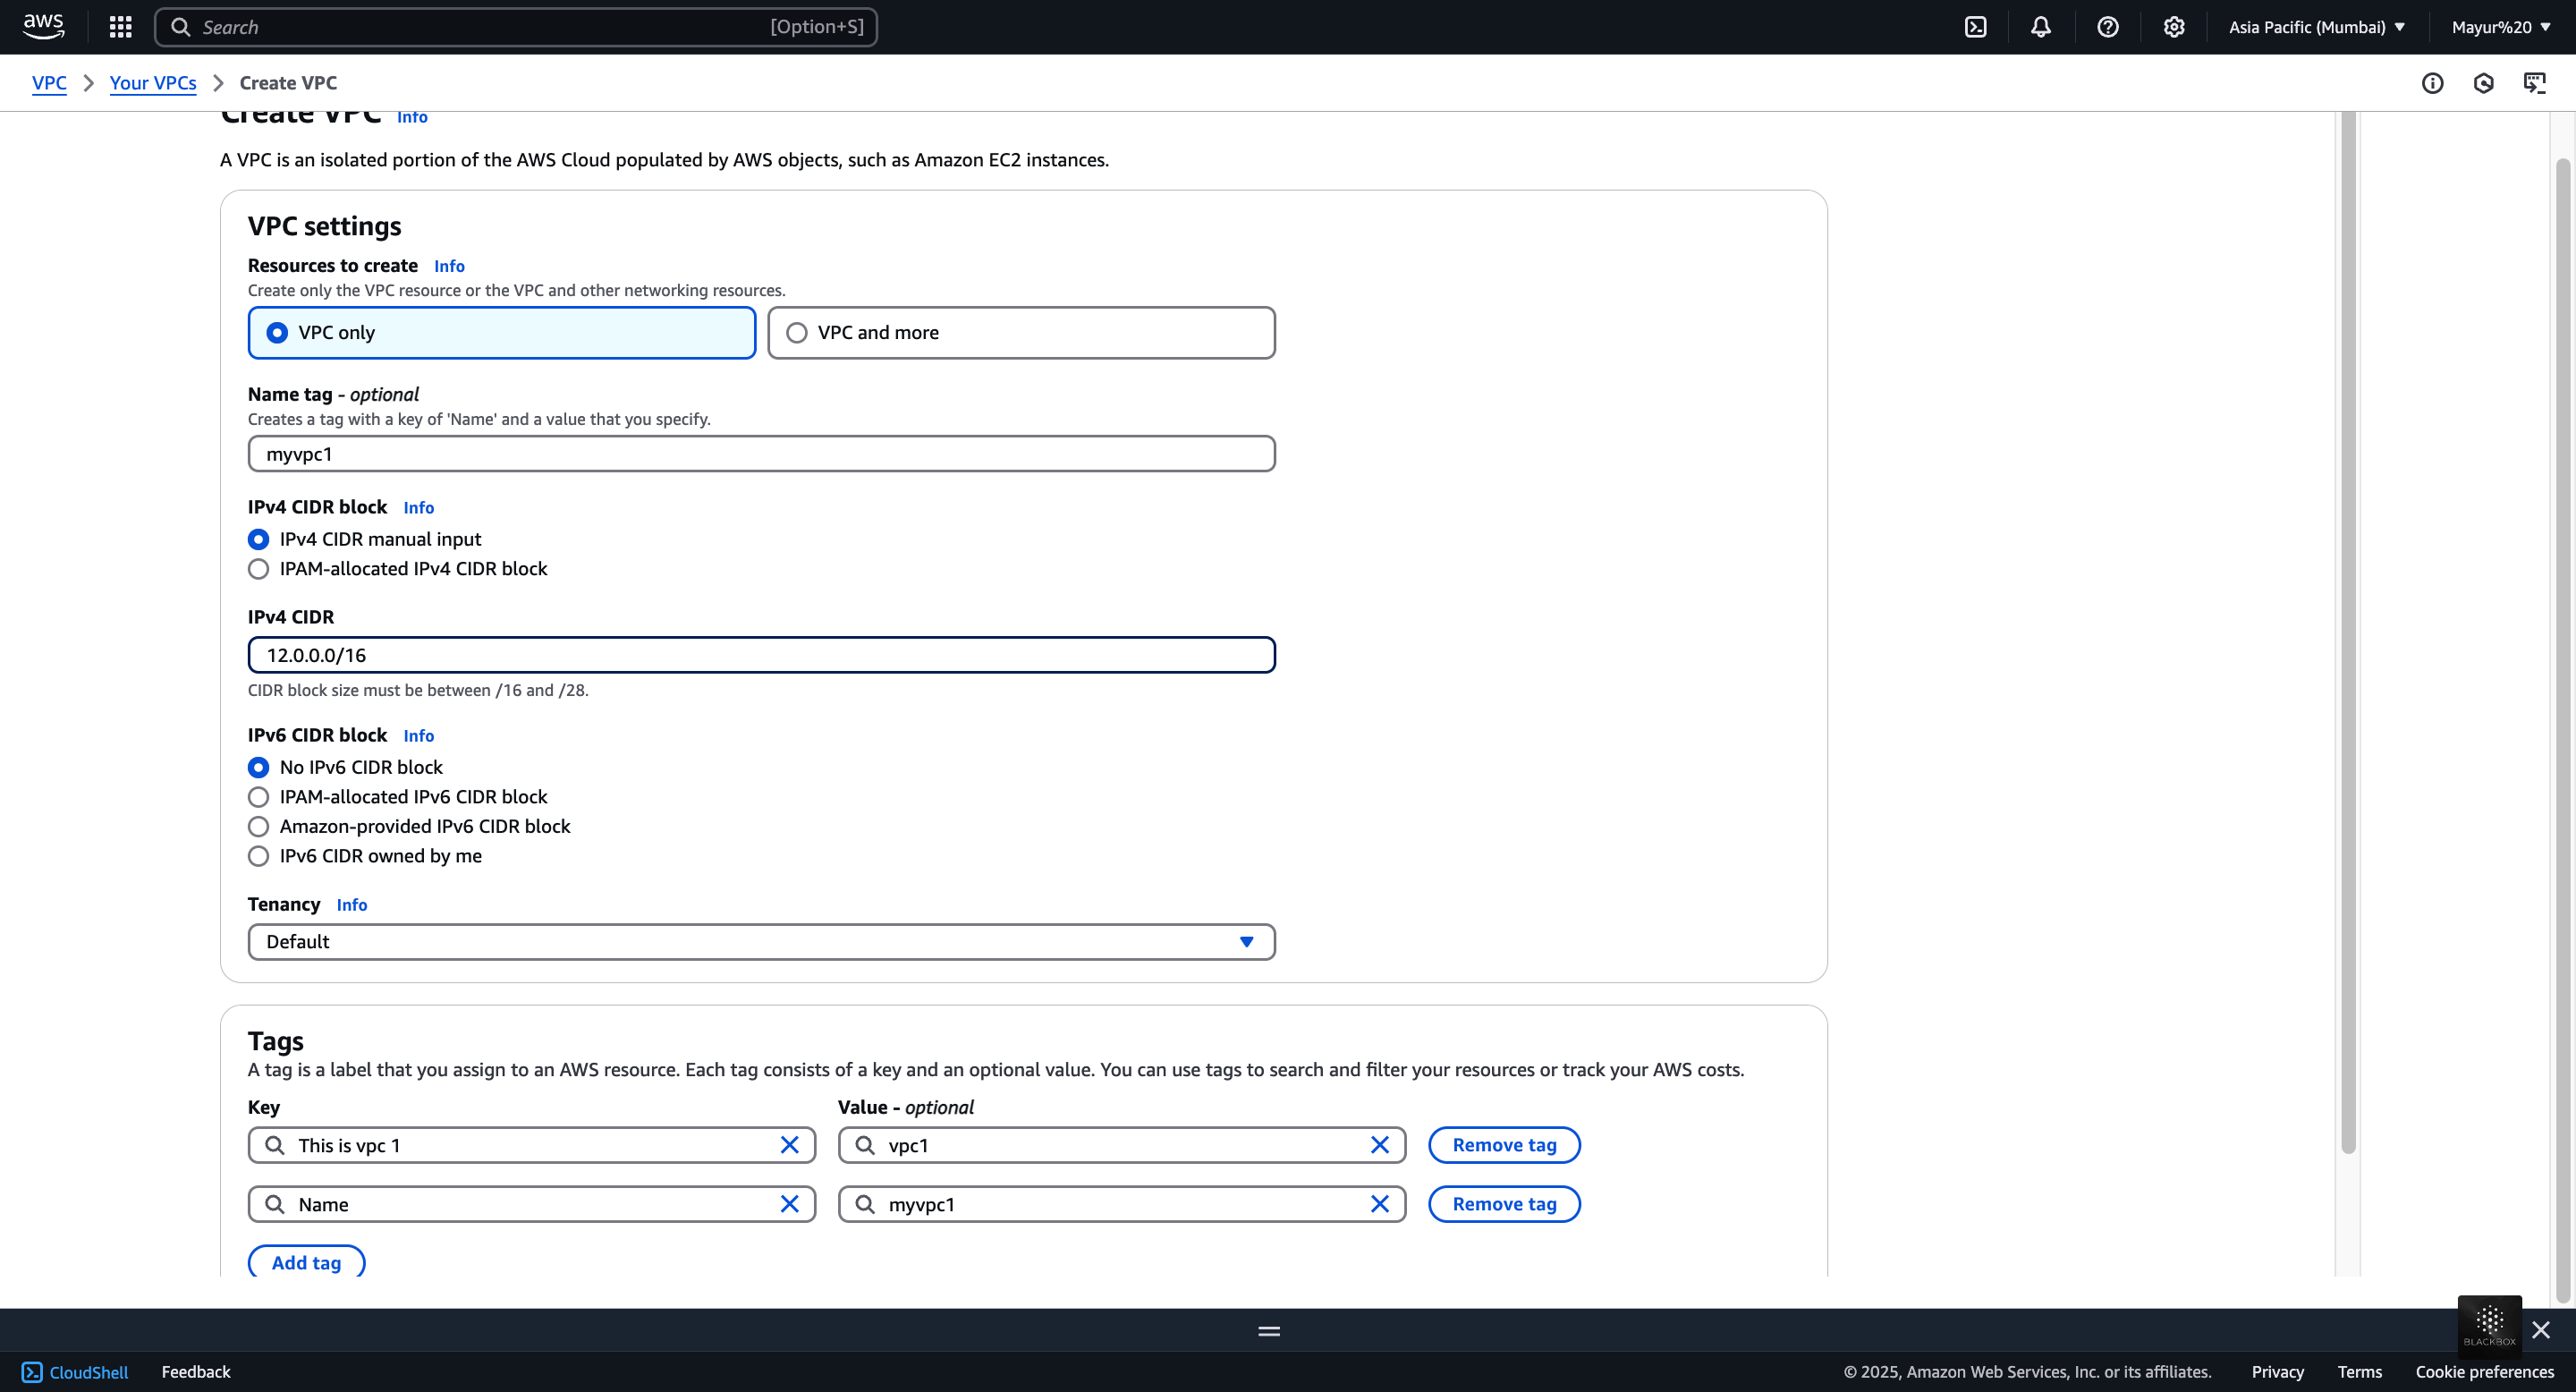 aws
Search [Option+S]
Asia Pacific (Mumbai)
Mayur%20
VPC > Your VPCs > Create VPC
Create VPC Info
A VPC is an isolated portion of the AWS Cloud populated by AWS objects, such as Amazon EC2 instances.
VPC settings
Resources to create Info
Create only the VPC resource or the VPC and other networking resources.
VPC only
VPC and more
Name tag - optional
Creates a tag with a key of 'Name' and a value that you specify.
myvpc1
IPv4 CIDR block Info
IPv4 CIDR manual input
IPAM-allocated IPv4 CIDR block
IPv4 CIDR
12.0.0.0/16
CIDR block size must be between /16 and /28.
IPv6 CIDR block Info
No IPv6 CIDR block
IPAM-allocated IPv6 CIDR block
Amazon-provided IPv6 CIDR block
IPv6 CIDR owned by me
Tenancy Info
Default
Tags
A tag is a label that you assign to an AWS resource. Each tag consists of a key and an optional value. You can use tags to search and filter your resources or track your AWS costs.
Key Value - optional
This is vpc 1 vpc1 Remove tag
Name myvpc1 Remove tag
Add tag
BLACKBOX
CloudShell Feedback © 2025, Amazon Web Services, Inc. or its affiliates. Privacy Terms Cookie preferences